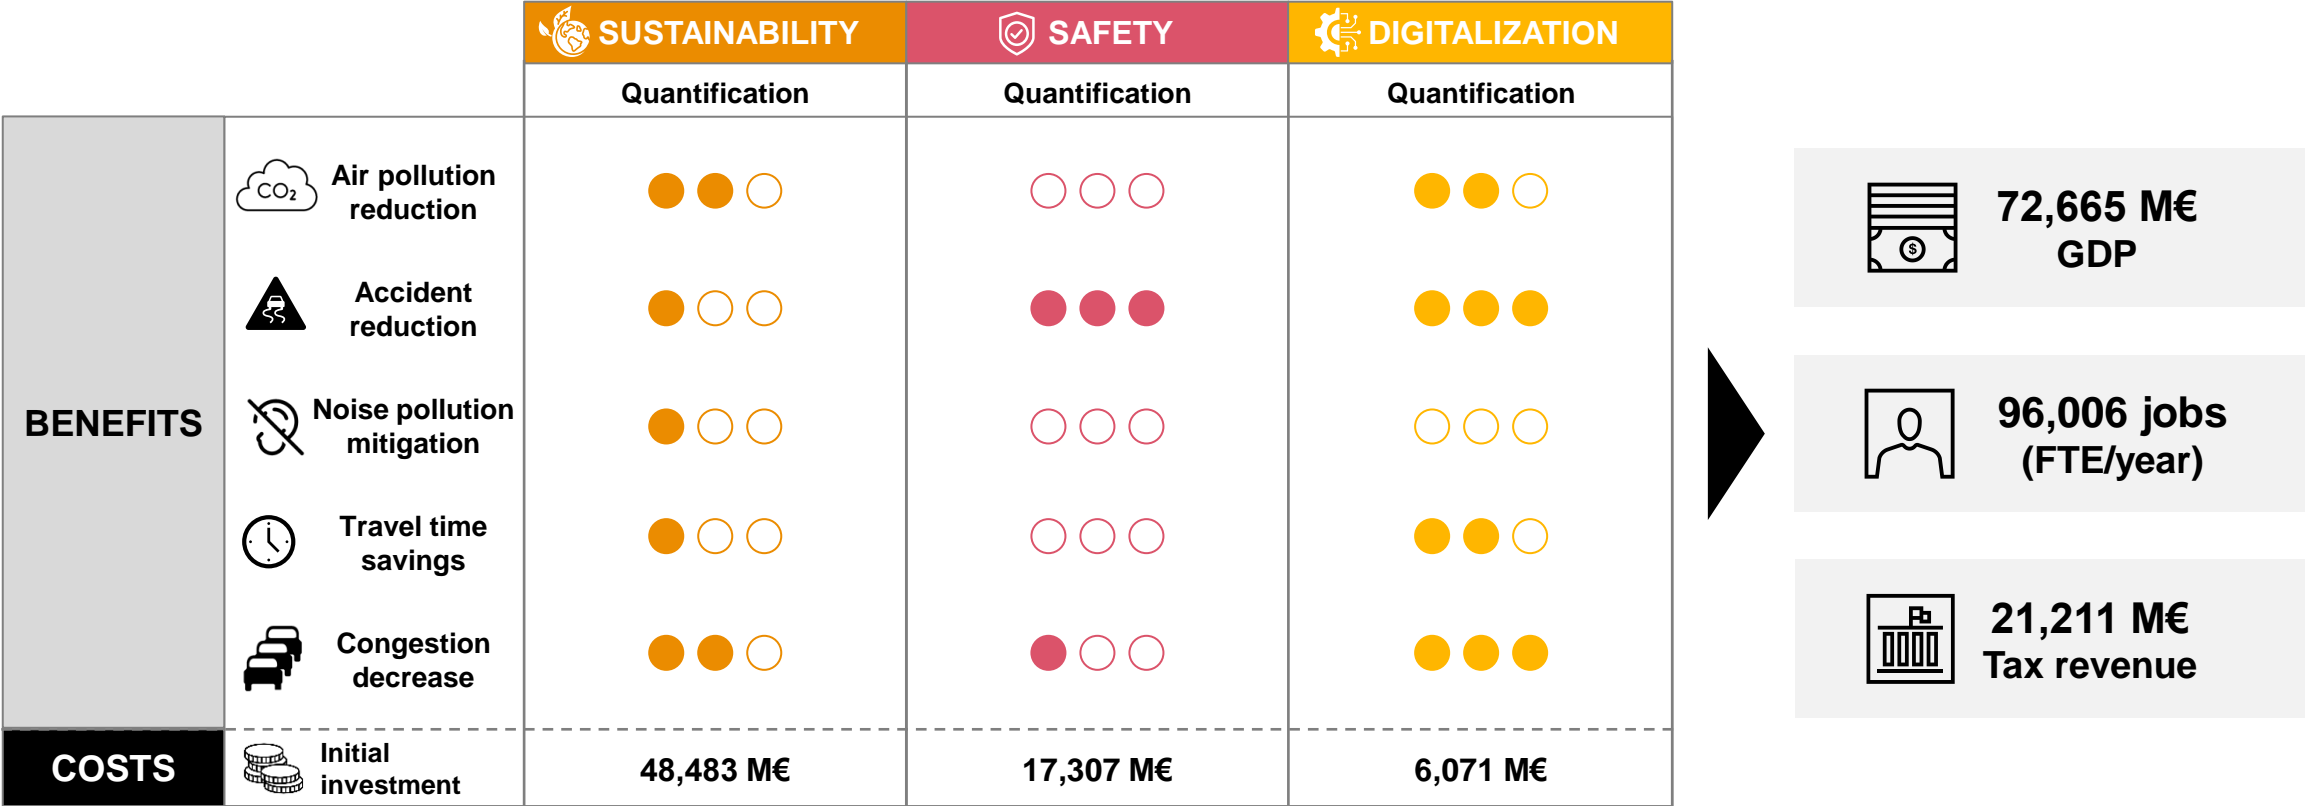 SUSTAINABILITY
SAFETY
DIGITALIZATION
Quantification
Quantification
Quantification
BENEFITS
CO2
Air pollution
reduction
Accident
reduction
Noise pollution
mitigation
Travel time
savings
Congestion
decrease
COSTS
Initial
investment
48,483 M€
17,307 M€
6,071 M€
$
72,665 M€
GDP
96,006 jobs
(FTE/year)
21,211 M€
Tax revenue